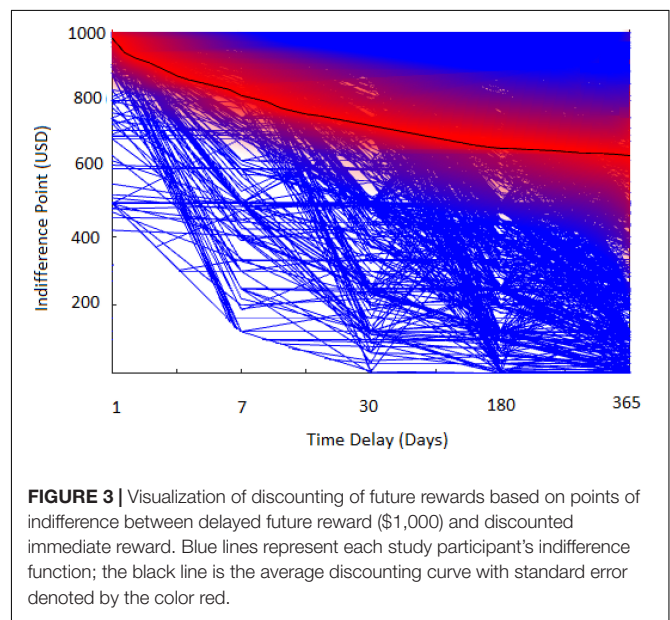 1000
800
600
400
200
Indifference Point (USD)
1 7 30 180 365
Time Delay (Days)
FIGURE 3 | Visualization of discounting of future rewards based on points of
indifference between delayed future reward ($1,000) and discounted
immediate reward. Blue lines represent each study participant's indifference
function; the black line is the average discounting curve with standard error
denoted by the color red.